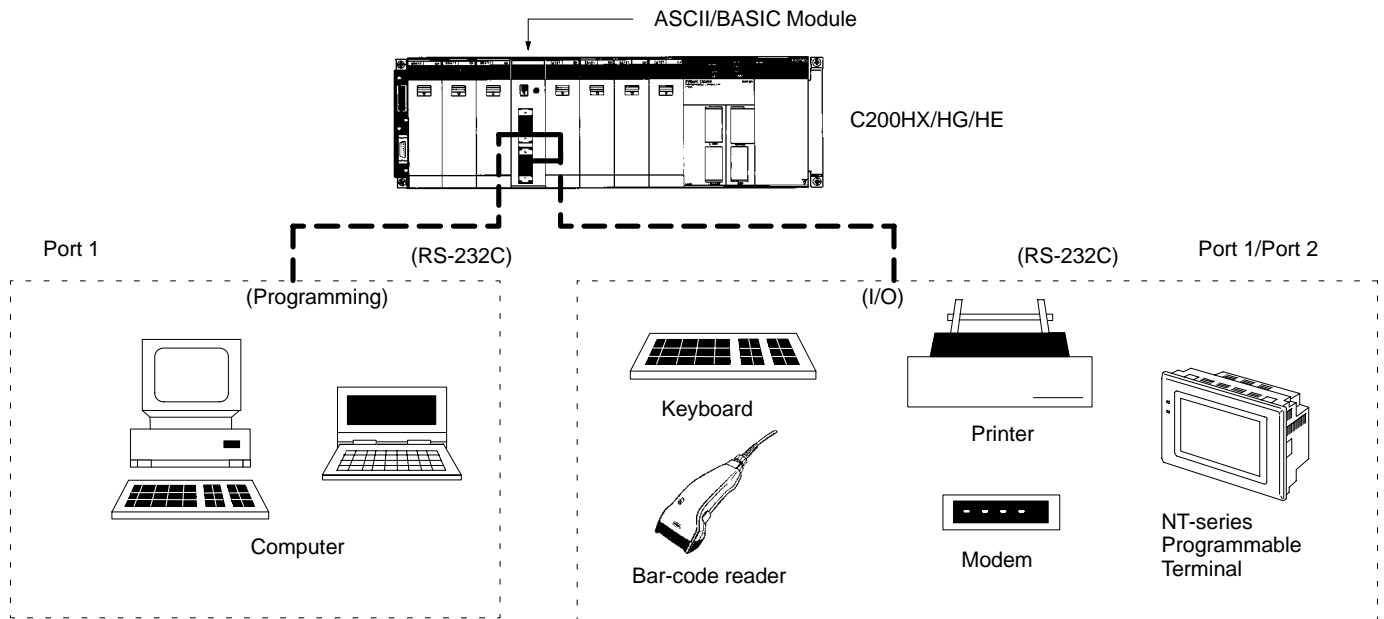 ASCII/BASIC Module
C200HX/HG/HE
Port 1
(RS-232C)
(RS-232C)
Port 1/Port 2
(Programming)
(I/O)
Keyboard
Printer
Computer
Bar-code reader
Modem
NT-series
Programmable
Terminal